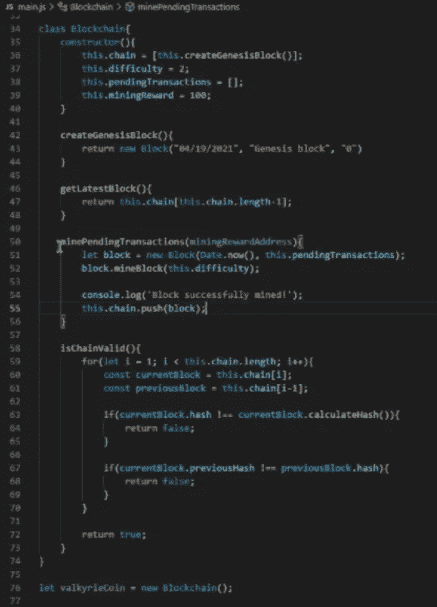 main.js > Blockchain > minePendingTransactions
34 class Blockchain{
35 constructor(){
36 this.chain = [this.createGenesisBlock()];
37 this.difficulty = 2;
38 this.pendingTransactions = [];
39 this.miningReward = 100;
40 }
41
42 createGenesisBlock(){
43 return new Block("04/19/2021", "Genesis block", "0")
44 }
45
46 getLatestBlock(){
47 return this.chain[this.chain.length-1];
48 }
49
50 minePendingTransactions(miningRewardAddress){
51 let block = new Block(Date.now(), this.pendingTransactions);
52 block.mineBlock(this.difficulty);
53
54 console.log('Block successfully mined!');
55 this.chain.push(block);
56 }
57
58 isChainValid(){
59 for(let i = 1; i < this.chain.length; i++){
60 const currentBlock = this.chain[i];
61 const previousBlock = this.chain[i-1];
62
63 if(currentBlock.hash !== currentBlock.calculateHash()){
64 return false;
65 }
66
67 if(currentBlock.previousHash !== previousBlock.hash){
68 return false;
69 }
70 }
71
72 return true;
73 }
74 }
75
76 let valkyrieCoin = new Blockchain();
77